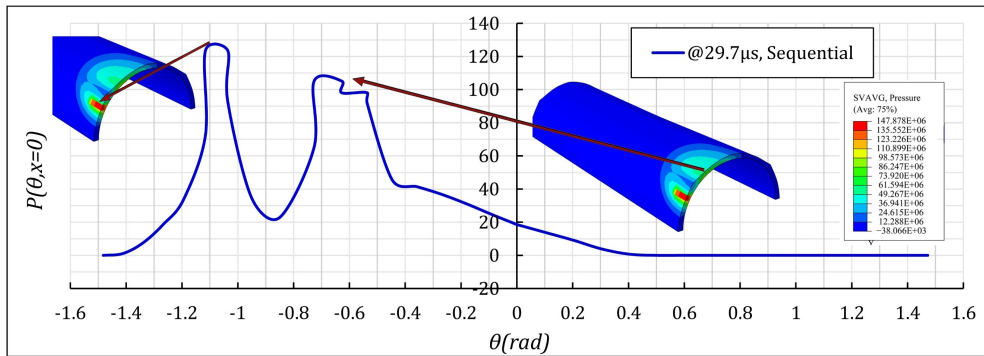 140
120
100
80
60
40
20
0
20
-1.6 -1.4 -1.2 -1 -0.8 -0.6 -0.4 -0.2 0 0.2 0.4 0.6 0.8 1 1.2 1.4 1.6
P(θ,x=0)
θ(rad)
@29.7μs, Sequential
SVAVG, Pressure
(Avg: 75%)
147.878E+06
135.552E+06
123.226E+06
110.899E+06
98.573E+06
86.247E+06
73.920E+06
61.594E+06
49.267E+06
36.941E+06
24.615E+06
12.288E+06
−38.066E+03